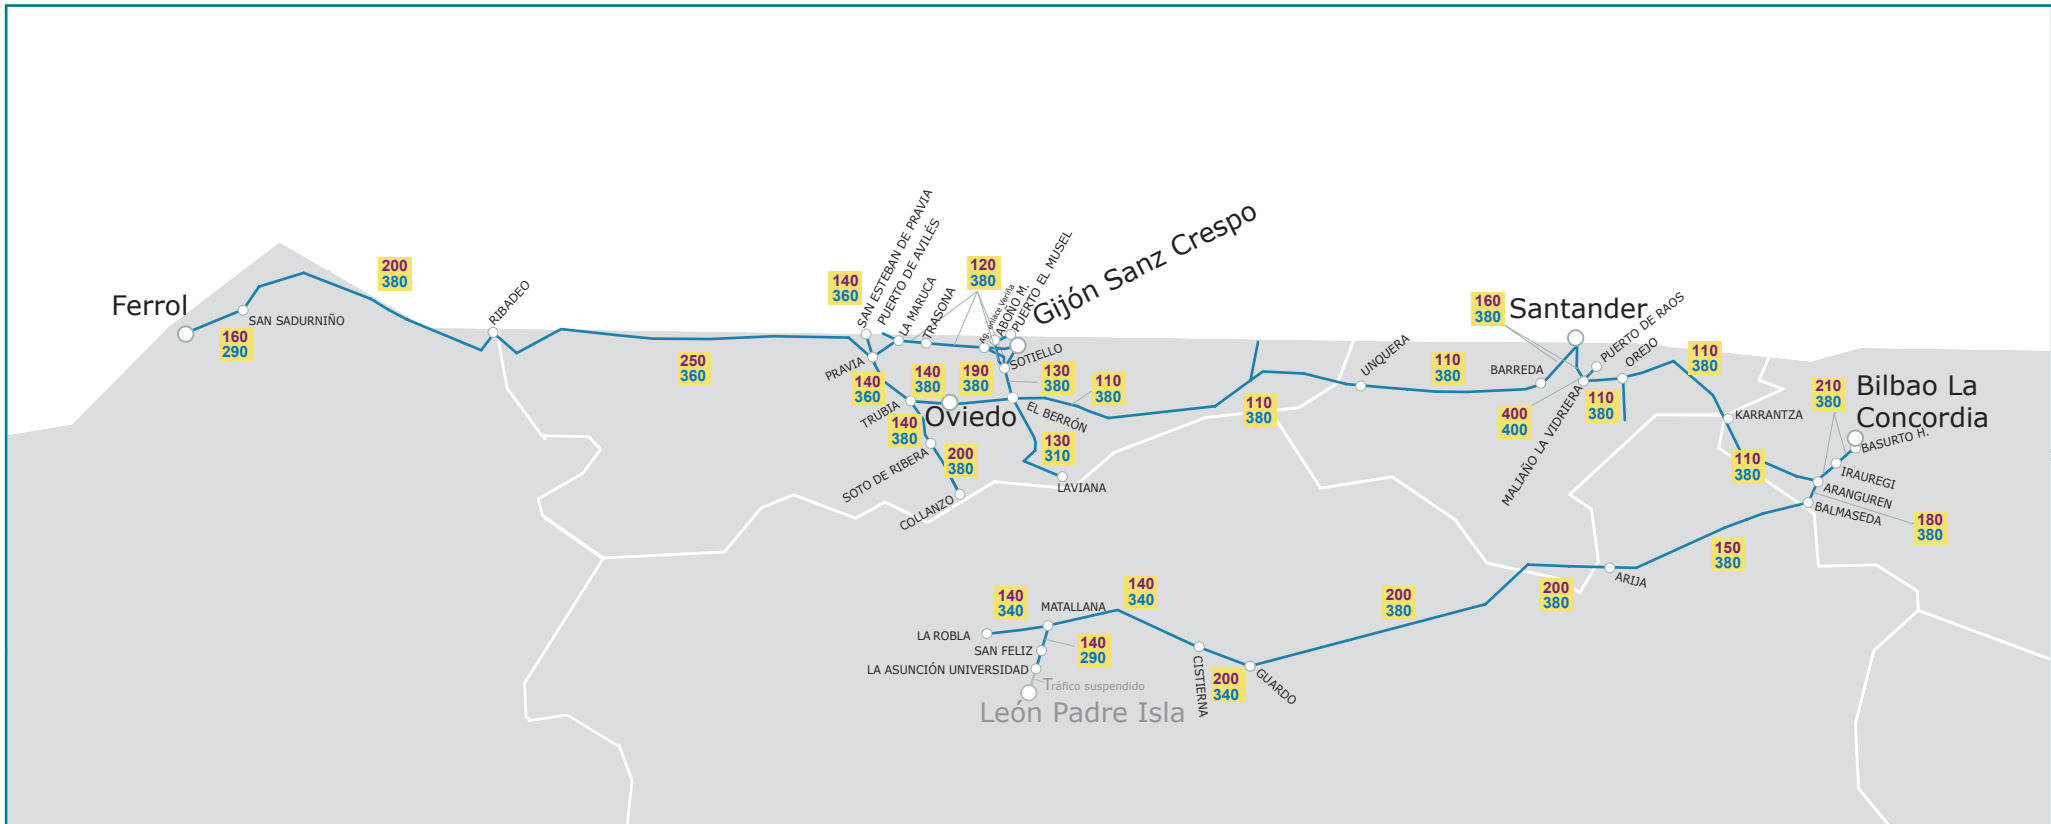 Ferrol
160
290
SAN SADURNIÑO
200
380
RIBADEO
250
360
140
360
SAN ESTEBAN DE PRAVIA
PUERTO DE AVILÉS
LA MARUCA
TRASONA
120
380
Ag. enlace Veriña
ABOÑO M.
PUERTO EL MUSEL
Gijón Sanz Crespo
SOTIELLO
PRAVIA
140
360
140
380
190
380
130
380
110
380
TRUBIA
Oviedo
EL BERRÓN
140
380
SOTO DE RIBERA
200
380
COLLANZO
130
310
LAVIANA
110
380
UNQUERA
110
380
BARREDA
160
380
Santander
PUERTO DE RAOS
OREJO
400
400
MALIAÑO LA VIDRIERA
110
380
110
380
KARRANTZA
110
380
210
380
Bilbao La
Concordia
BASURTO H.
IRAUREGI
ARANGUREN
BALMASEDA
180
380
150
380
ARIJA
200
380
200
380
140
340
MATALLANA
140
340
LA ROBLA
SAN FELIZ
140
290
LA ASUNCIÓN UNIVERSIDAD
Tráfico suspendido
León Padre Isla
CISTIERNA
200
340
GUARDO